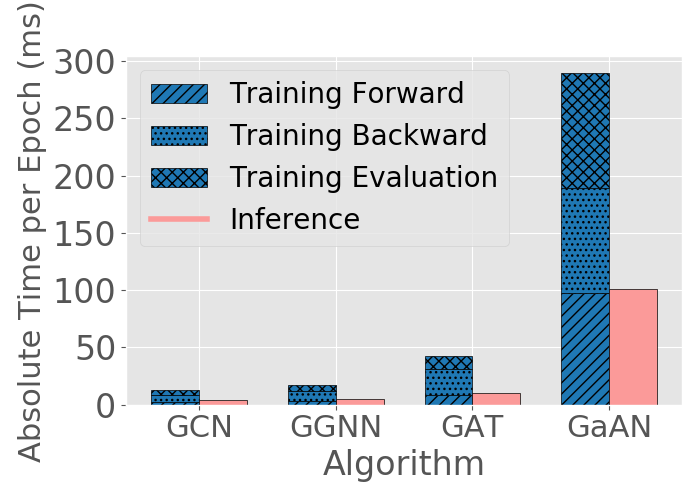 Absolute Time per Epoch (ms)
300
250
200
150
100
50
0
Training Forward
Training Backward
Training Evaluation
Inference
GCN GGNN GAT GaAN
Algorithm